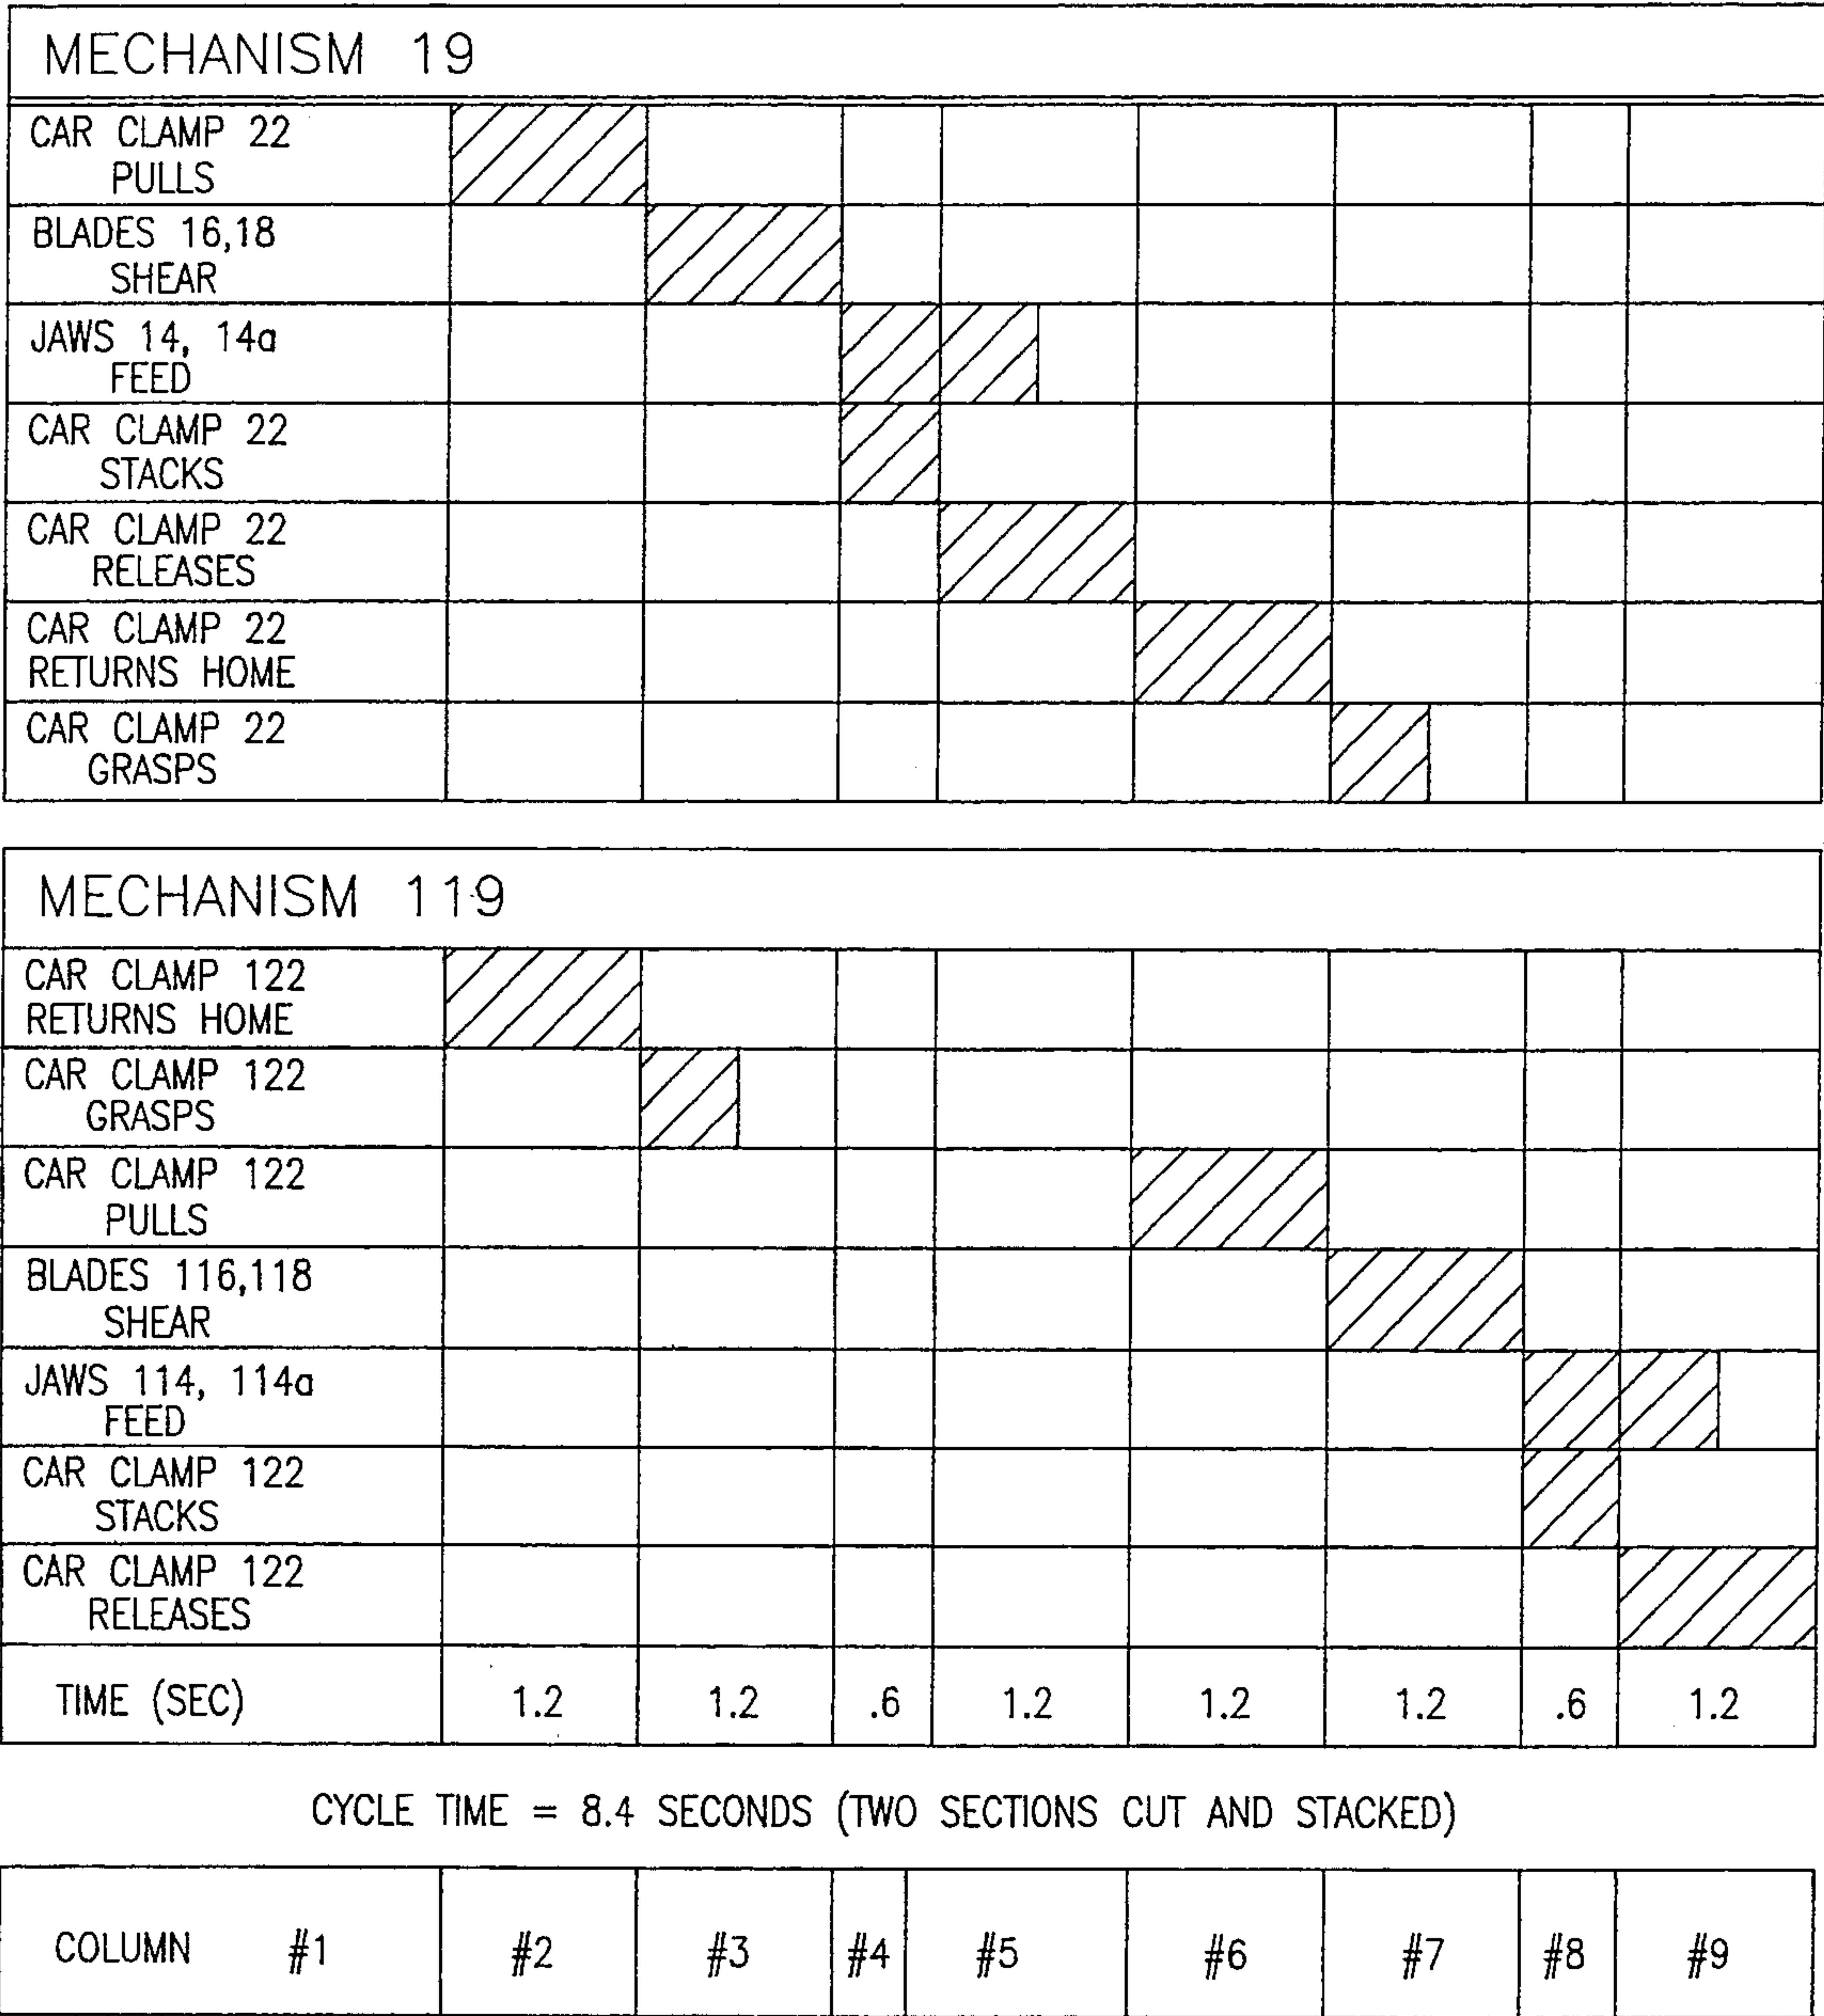 MECHANISM 19
CAR CLAMP 22
PULLS
BLADES 16,18
SHEAR
JAWS 14, 14a
FEED
CAR CLAMP 22
STACKS
CAR CLAMP 22
RELEASES
CAR CLAMP 22
RETURNS HOME
CAR CLAMP 22
GRASPS
MECHANISM 119
CAR CLAMP 122
RETURNS HOME
CAR CLAMP 122
GRASPS
CAR CLAMP 122
PULLS
BLADES 116,118
SHEAR
JAWS 114, 114a
FEED
CAR CLAMP 122
STACKS
CAR CLAMP 122
RELEASES
TIME (SEC) 1.2 1.2 .6 1.2 1.2 1.2 .6 1.2
CYCLE TIME = 8.4 SECONDS (TWO SECTIONS CUT AND STACKED)
COLUMN #1 #2 #3 #4 #5 #6 #7 #8 #9